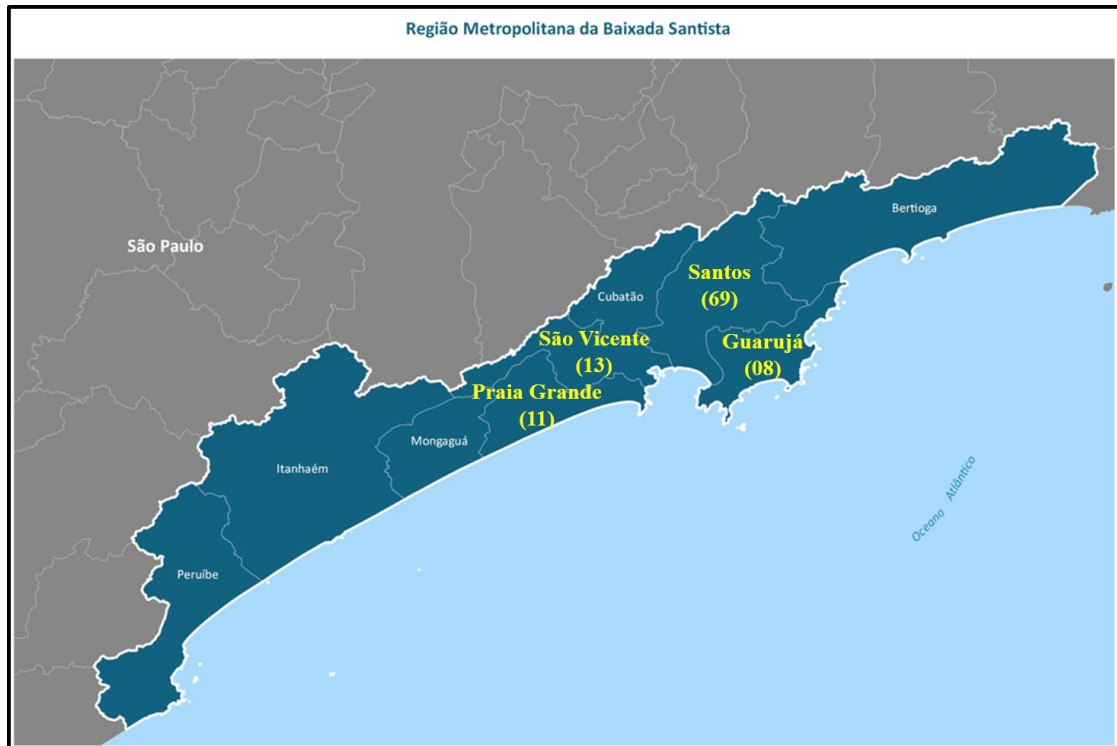 Região Metropolitana da Baixada Santista
Bertioga
São Paulo
Santos
(69)
Cubatão
São Vicente
(13)
Guarujá
(08)
Praia Grande
(11)
Mongaguá
Itanhaém
Oceano Atlântico
Peruíbe